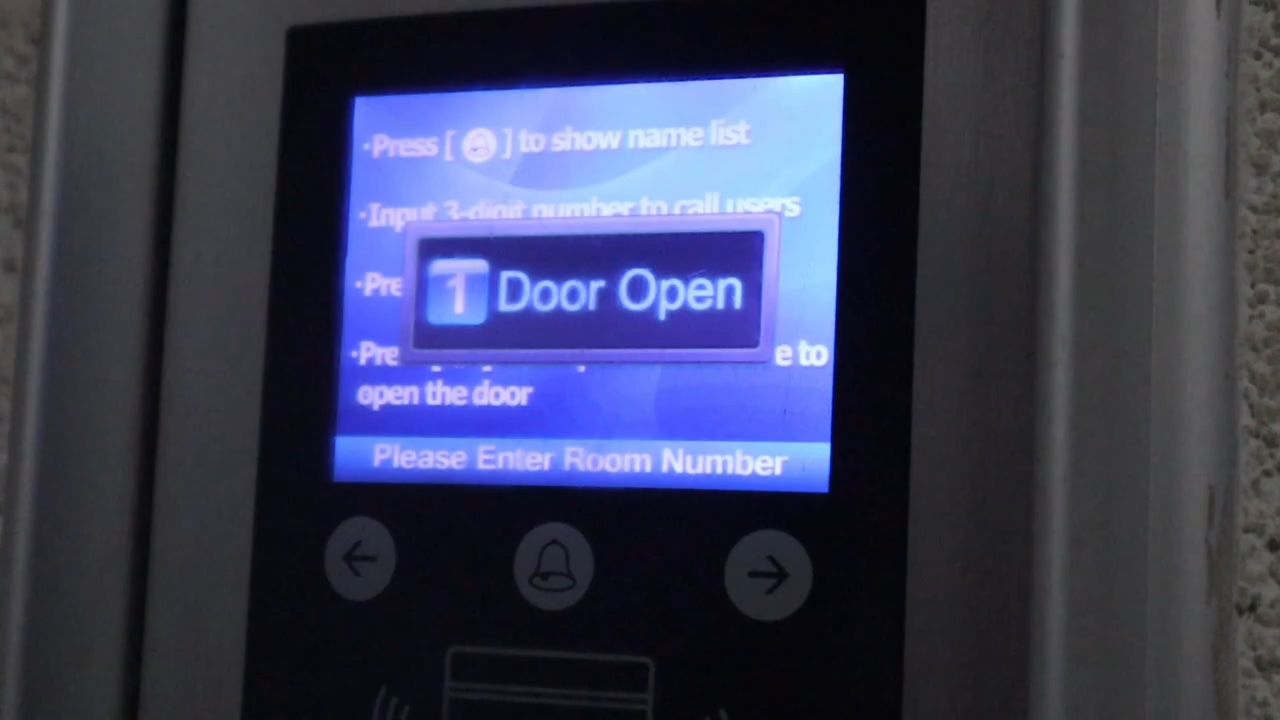 ·Press [ ] to show name list
·Input 3-digit number to call users
·Pre
1 Door Open
·Pre e to
open the door
Please Enter Room Number